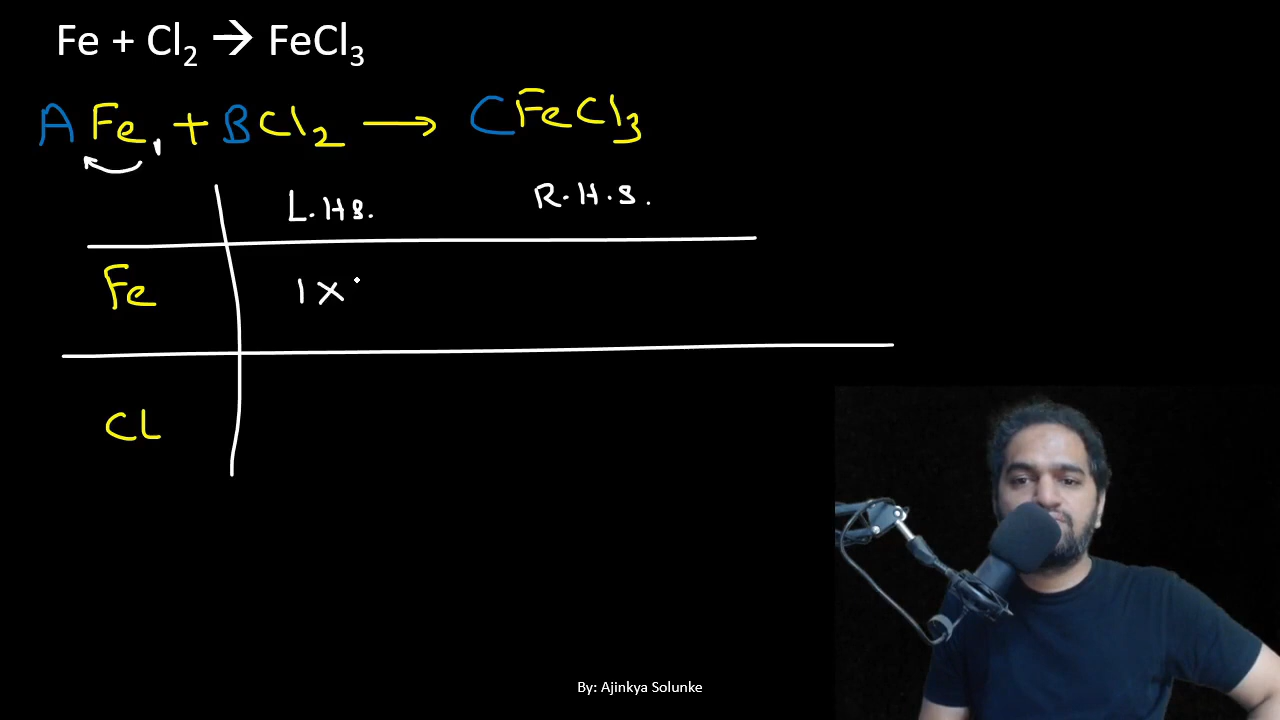 Fe + Cl₂ → FeCl₃
A Fe₁ + B Cl₂ → C FeCl₃
L.H.S. R.H.S.
Fe 1 ×
Cl
By: Ajinkya Solunke